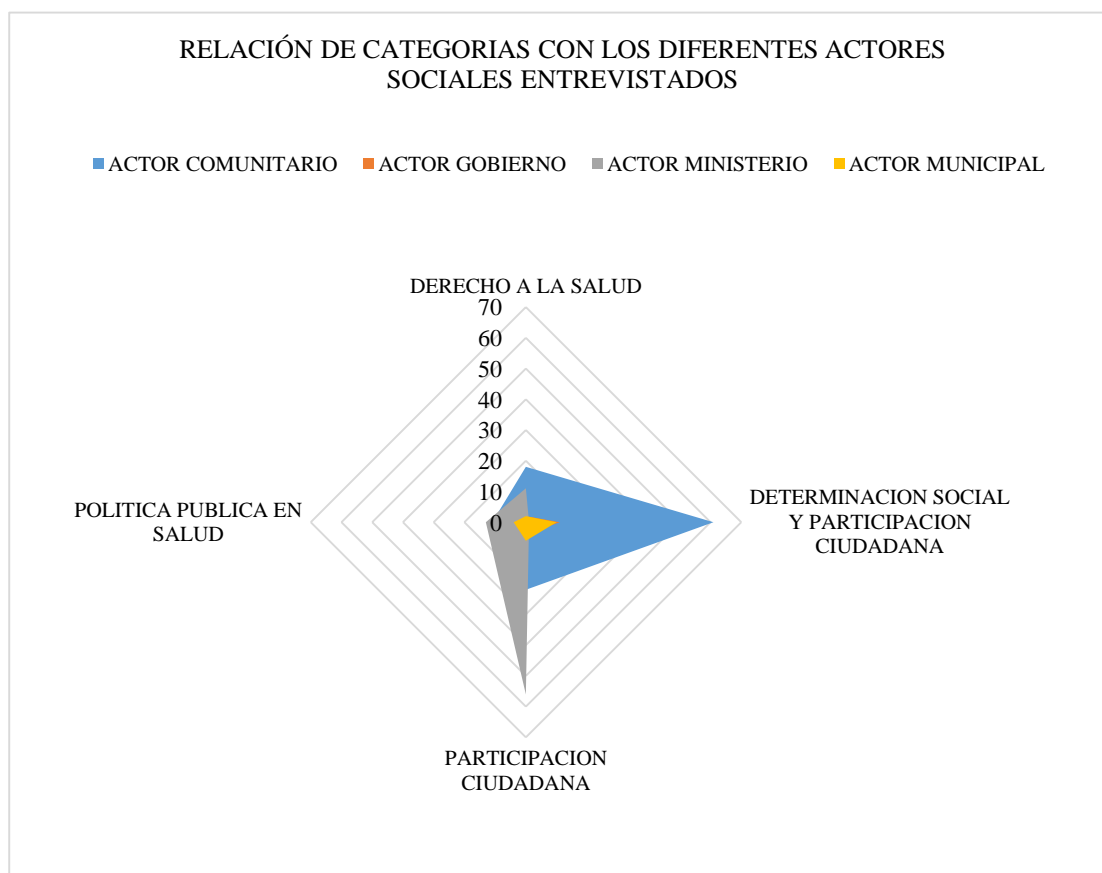 RELACIÓN DE CATEGORIAS CON LOS DIFERENTES ACTORES
SOCIALES ENTREVISTADOS
ACTOR COMUNITARIO ACTOR GOBIERNO ACTOR MINISTERIO ACTOR MUNICIPAL
DERECHO A LA SALUD
70
60
50
40
30
20
10
0
DETERMINACION SOCIAL
Y PARTICIPACION
CIUDADANA
PARTICIPACION
CIUDADANA
POLITICA PUBLICA EN
SALUD